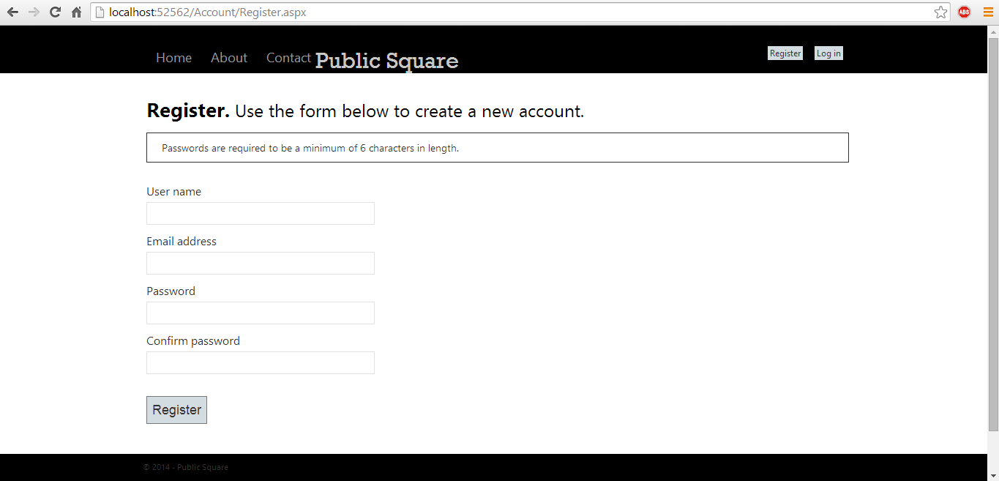 localhost:52562/Account/Register.aspx
ABS
Home About Contact Public Square Register Log in
Register. Use the form below to create a new account.
Passwords are required to be a minimum of 6 characters in length.
User name
Email address
Password
Confirm password
Register
© 2014 - Public Square